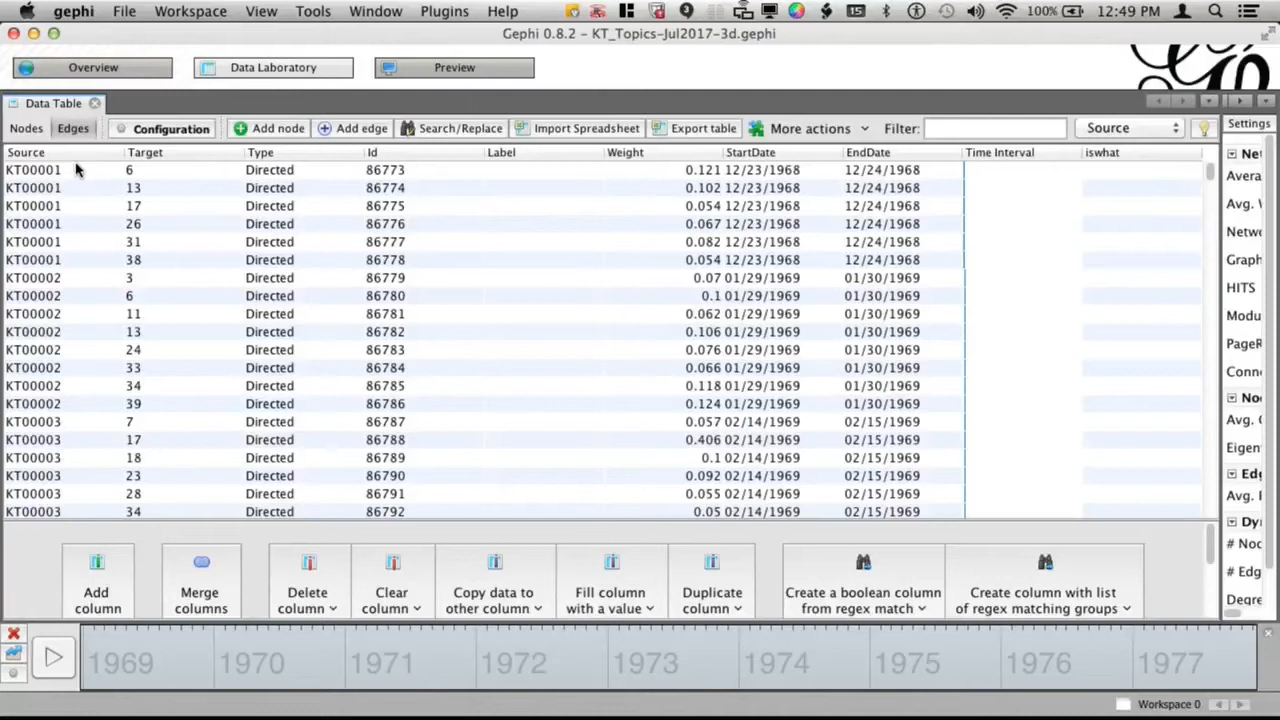 gephi File Workspace View Tools Window Plugins Help 15 100% 12:49 PM
Gephi 0.8.2 – KT_Topics-Jul2017-3d.gephi
Overview Data Laboratory Preview
Data Table
Nodes Edges Configuration Add node Add edge Search/Replace Import Spreadsheet Export table More actions Filter: Source Settings
Source Target Type Id Label Weight StartDate EndDate Time Interval iswhat
KT00001 6 Directed 86773 0.121 12/23/1968 12/24/1968
KT00001 13 Directed 86774 0.102 12/23/1968 12/24/1968
KT00001 17 Directed 86775 0.054 12/23/1968 12/24/1968
KT00001 26 Directed 86776 0.067 12/23/1968 12/24/1968
KT00001 31 Directed 86777 0.082 12/23/1968 12/24/1968
KT00001 38 Directed 86778 0.054 12/23/1968 12/24/1968
KT00002 3 Directed 86779 0.07 01/29/1969 01/30/1969
KT00002 6 Directed 86780 0.1 01/29/1969 01/30/1969
KT00002 11 Directed 86781 0.062 01/29/1969 01/30/1969
KT00002 13 Directed 86782 0.106 01/29/1969 01/30/1969
KT00002 24 Directed 86783 0.076 01/29/1969 01/30/1969
KT00002 33 Directed 86784 0.066 01/29/1969 01/30/1969
KT00002 34 Directed 86785 0.118 01/29/1969 01/30/1969
KT00002 39 Directed 86786 0.124 01/29/1969 01/30/1969
KT00003 7 Directed 86787 0.057 02/14/1969 02/15/1969
KT00003 17 Directed 86788 0.406 02/14/1969 02/15/1969
KT00003 18 Directed 86789 0.1 02/14/1969 02/15/1969
KT00003 23 Directed 86790 0.092 02/14/1969 02/15/1969
KT00003 28 Directed 86791 0.055 02/14/1969 02/15/1969
KT00003 34 Directed 86792 0.05 02/14/1969 02/15/1969
Net
Avera
Avg. 
Netwo
Graph
HITS
Modu
PageR
Conn
No
Avg. 
Eigen
Ed
Avg. 
Dy
# Nod
# Edg
Degre
Add column
Merge columns
Delete column
Clear column
Copy data to other column
Fill column with a value
Duplicate column
Create a boolean column from regex match
Create column with list of regex matching groups
1969 1970 1971 1972 1973 1974 1975 1976 1977
Workspace 0